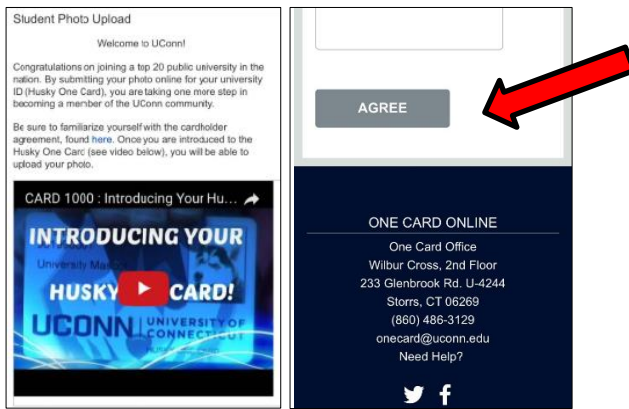 Student Photo Upload
Welcome to UConn!
Congratulations on joining a top 20 public university in the
nation. By submitting your photo online for your university
ID (Husky One Card), you are taking one more step in
becoming a member of the UConn community.
Be sure to familiarize yourself with the cardholder
agreement, found here. Once you are introduced to the
Husky One Card (see video below), you will be able to
upload your photo.
CARD 1000 : Introducing Your Hu...
INTRODUCING YOUR
HUSKY CARD!
UCONN UNIVERSITY OF
CONNECTICUT
AGREE
ONE CARD ONLINE
One Card Office
Wilbur Cross, 2nd Floor
233 Glenbrook Rd. U-4244
Storrs, CT 06269
(860) 486-3129
onecard@uconn.edu
Need Help?